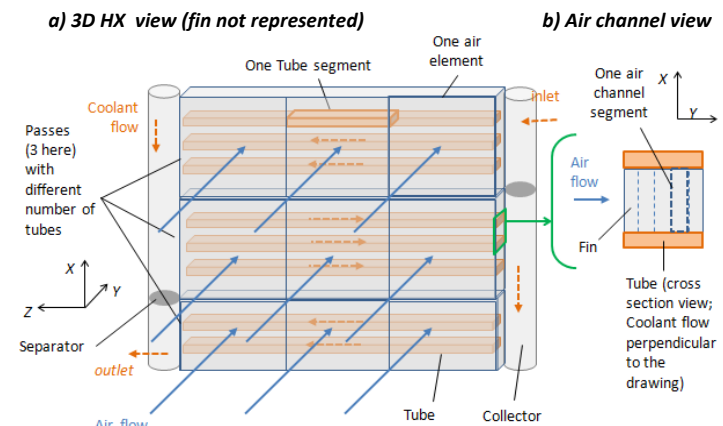 a) 3D HX view (fin not represented)
b) Air channel view
One Tube segment
One air
element
Coolant
flow
inlet
Passes
(3 here) with
different
number of
tubes
X
Y
Z
Separator
outlet
Air flow
Tube
Collector
One air
channel
segment
X
Y
Air
flow
Fin
Tube (cross
section view;
Coolant flow
perpendicular
to the
drawing)